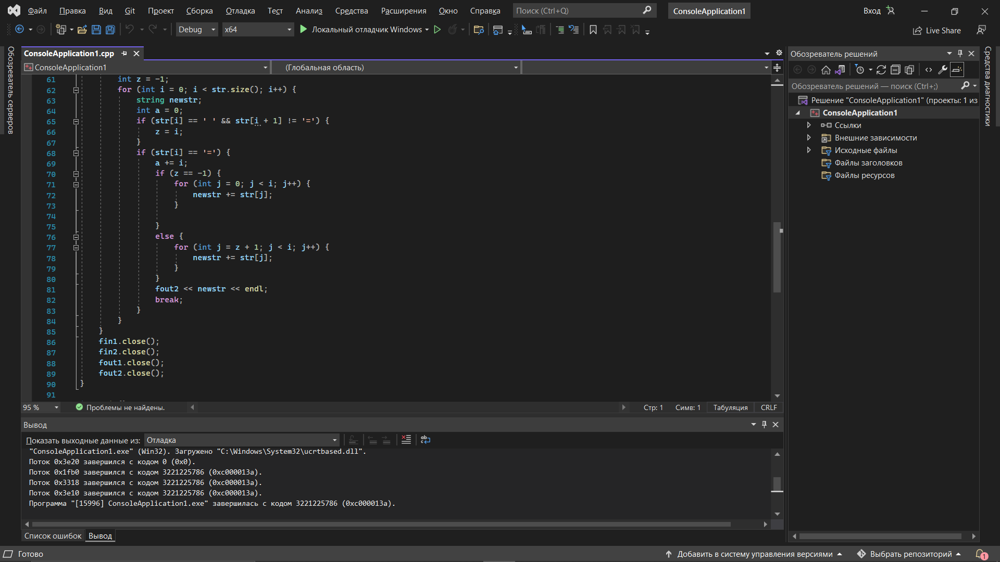 Файл Правка Вид Git Проект Сборка Отладка Тест Анализ Средства Расширения Окно Справка Поиск (Ctrl+Q) ConsoleApplication1 Вход
Debug x64 Локальный отладчик Windows Live Share
Обозреватель серверов
ConsoleApplication1.cpp
ConsoleApplication1 (Глобальная область)
61 int z = -1;
62 for (int i = 0; i < str.size(); i++) {
63 string newstr;
64 int a = 0;
65 if (str[i] == ' ' && str[i + 1] != '=') {
66 z = i;
67 }
68 if (str[i] == '=') {
69 a += i;
70 if (z == -1) {
71 for (int j = 0; j < i; j++) {
72 newstr += str[j];
73 }
74
75 }
76 else {
77 for (int j = z + 1; j < i; j++) {
78 newstr += str[j];
79 }
80 }
81 fout2 << newstr << endl;
82 break;
83 }
84 }
85 }
86 fin1.close();
87 fin2.close();
88 fout1.close();
89 fout2.close();
90 }
91
95 % Проблемы не найдены. Стр: 1 Симв: 1 Табуляция CRLF
Вывод
Показать выходные данные из: Отладка
"ConsoleApplication1.exe" (Win32). Загружено "C:\Windows\System32\ucrtbased.dll".
Поток 0x3e20 завершился с кодом 0 (0x0).
Поток 0x1fb0 завершился с кодом 3221225786 (0xc000013a).
Поток 0x3318 завершился с кодом 3221225786 (0xc000013a).
Поток 0x3e10 завершился с кодом 3221225786 (0xc000013a).
Программа "[15996] ConsoleApplication1.exe" завершилась с кодом 3221225786 (0xc000013a).
Список ошибок Вывод
Обозреватель решений
Обозреватель решений — поиск (Ctrl+;)
Решение "ConsoleApplication1" (проекты: 1 из
ConsoleApplication1
Ссылки
Внешние зависимости
Исходные файлы
Файлы заголовков
Файлы ресурсов
Средства диагностики
Готово Добавить в систему управления версиями Выбрать репозиторий 1